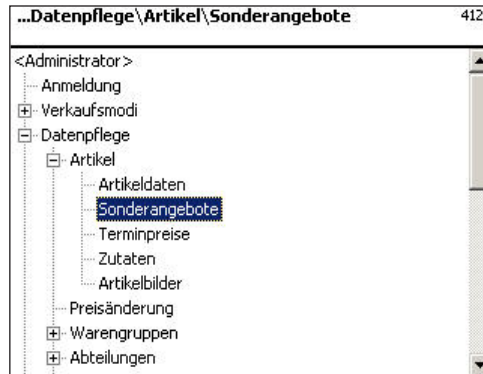 ...Datenpflege\Artikel\Sonderangebote 412
<Administrator>
Anmeldung
Verkaufsmodi
Datenpflege
Artikel
Artikeldaten
Sonderangebote
Terminpreise
Zutaten
Artikelbilder
Preisänderung
Warengruppen
Abteilungen